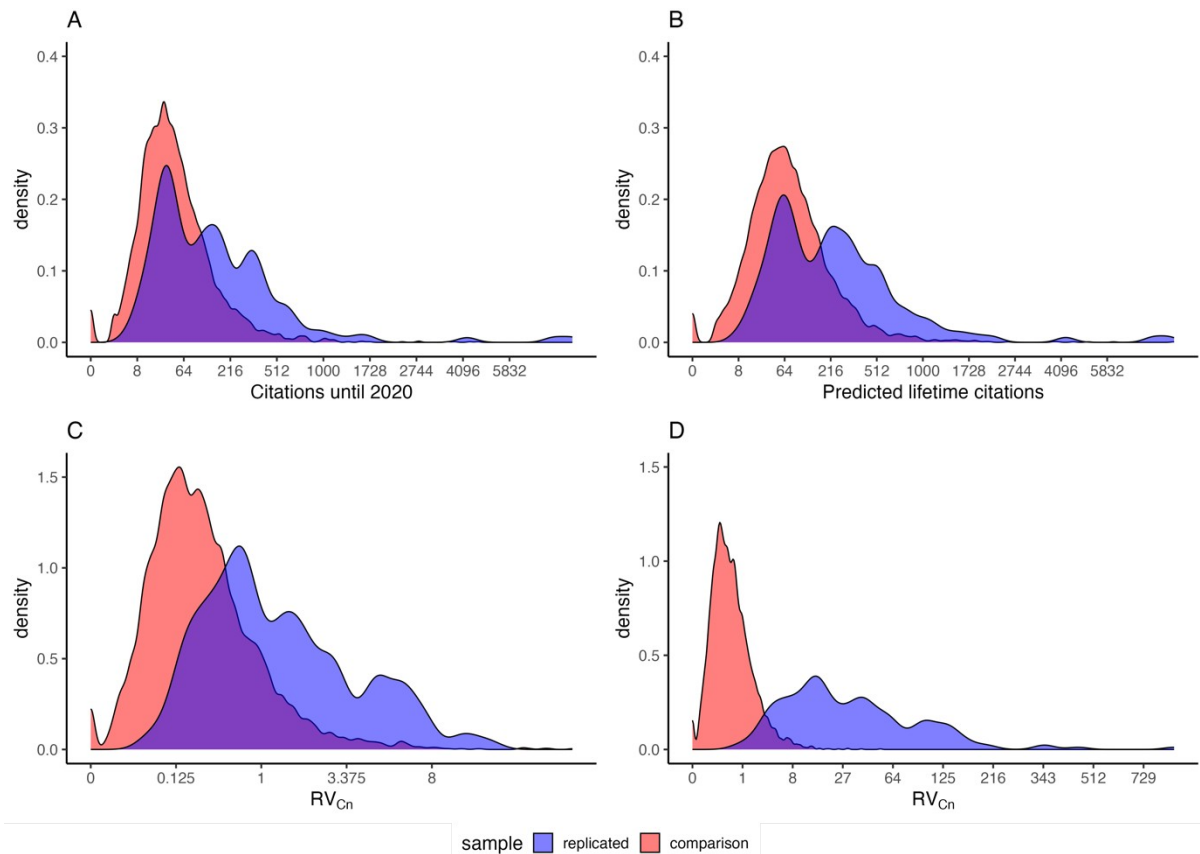 A
0.4
0.3
0.2
0.1
0.0
density
0 8 64 216 512 1000 1728 2744 4096 5832
Citations until 2020
B
0.4
0.3
0.2
0.1
0.0
density
0 8 64 216 512 1000 1728 2744 4096 5832
Predicted lifetime citations
C
1.5
1.0
0.5
0.0
density
0 0.125 1 3.375 8
RVCn
D
1.5
1.0
0.5
0.0
density
0 1 8 27 64 125 216 343 512 729
RVCn
sample replicated comparison